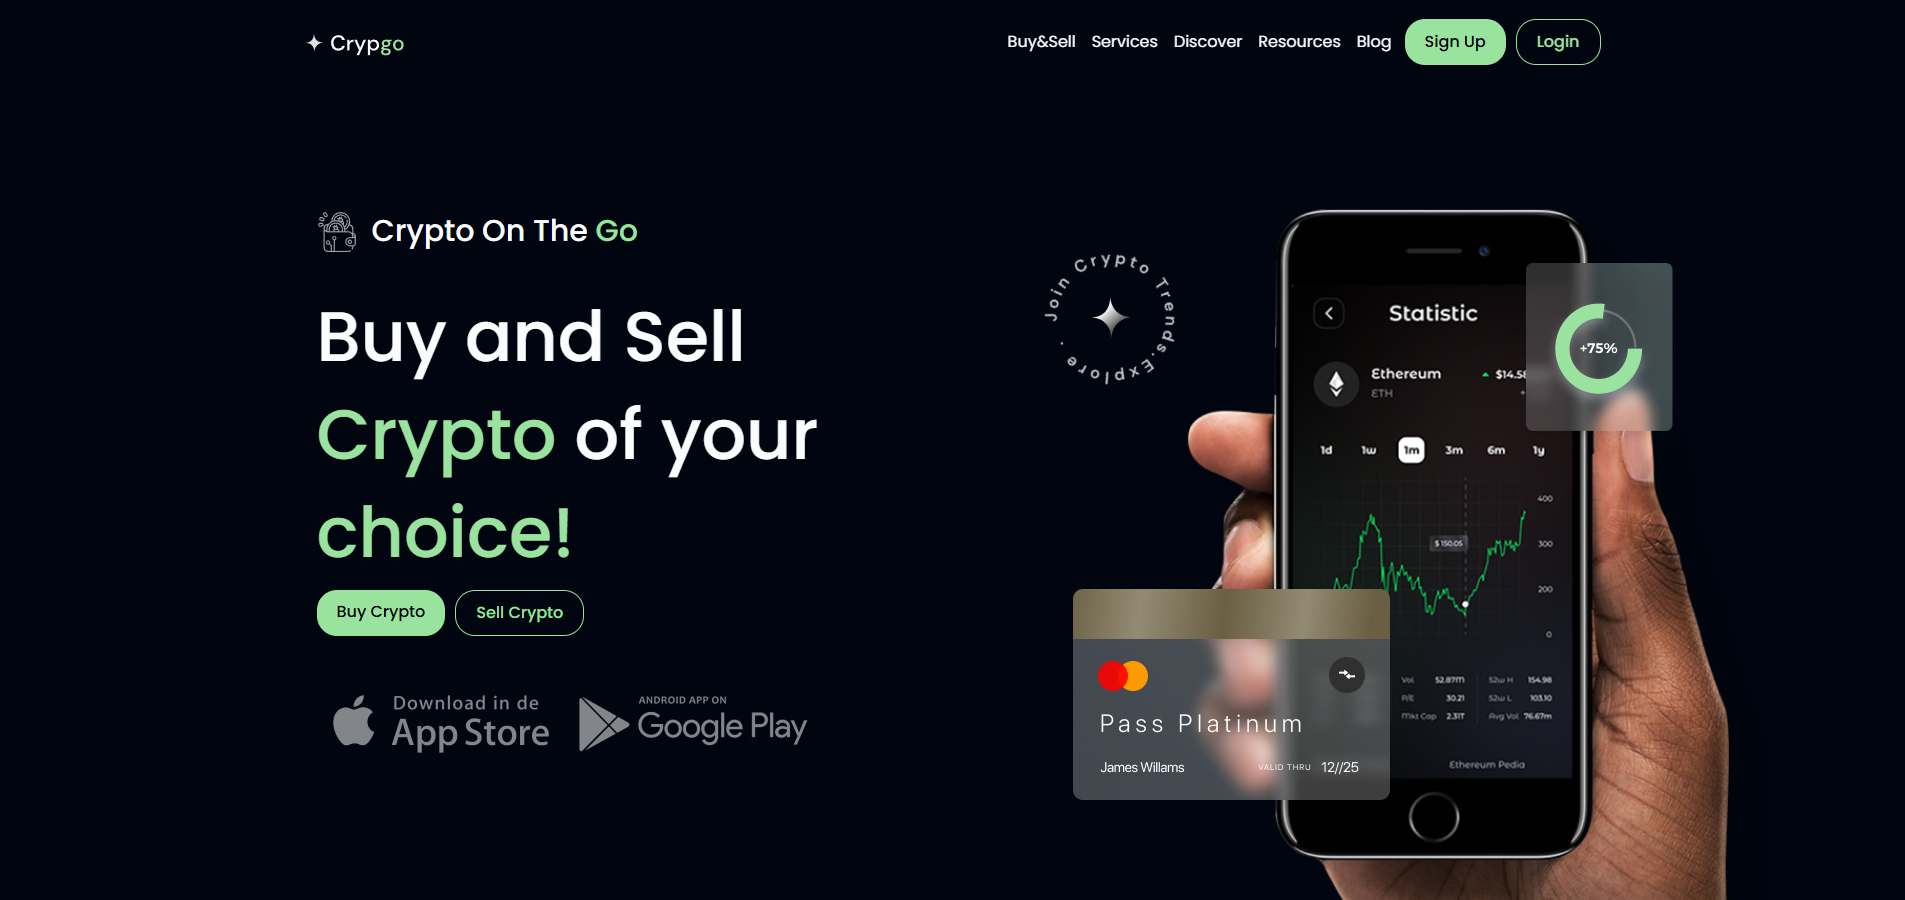 Crypgo
Buy&Sell Services Discover Resources Blog Sign Up Login
Crypto On The Go
Buy and Sell
Crypto of your
choice!
Buy Crypto Sell Crypto
Download in de
App Store
ANDROID APP ON
Google Play
Join Crypto Trends.Explore .
Statistic
+75%
Ethereum
ETH
$14.58
1d 1w 1m 3m 6m 1y
400
300
200
0
$ 150.05
Vol 52.87m 52w H 154.98
P/E 30.21 52w L 103.10
Mkt Cap 2.31T Avg Vol 76.67m
Ethereum Pedia
Pass Platinum
James Willams VALID THRU 12//25